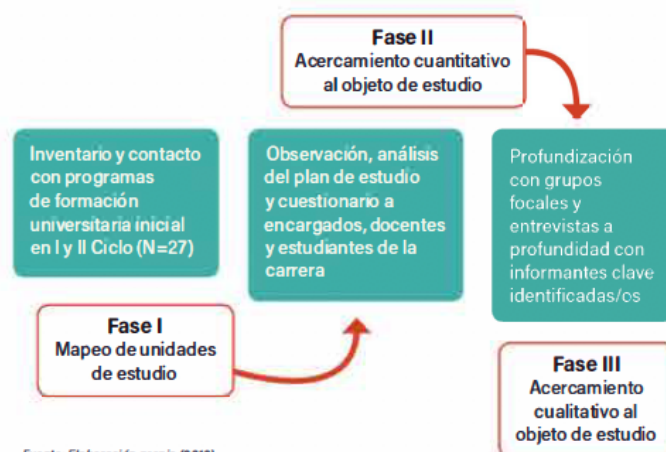 Fase II
Acercamiento cuantitativo
al objeto de estudio
Inventario y contacto
con programas
de formación
universitaria inicial
en I y II Ciclo (N=27)
Observación, análisis
del plan de estudio
y cuestionario a
encargados, docentes
y estudiantes de la
carrera
Profundización
con grupos
focales y
entrevistas a
profundidad con
informantes clave
identificadas/os
Fase I
Mapeo de unidades
de estudio
Fase III
Acercamiento
cualitativo al
objeto de estudio